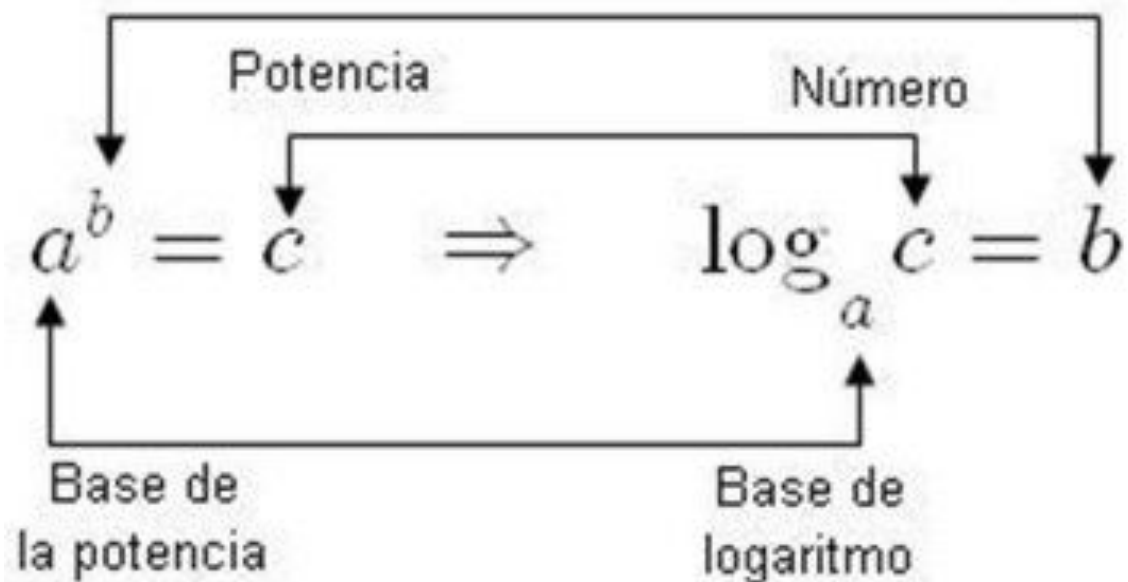 Potencia Número
a^b = c ⇒ log_a c = b
Base de la potencia
Base de logaritmo